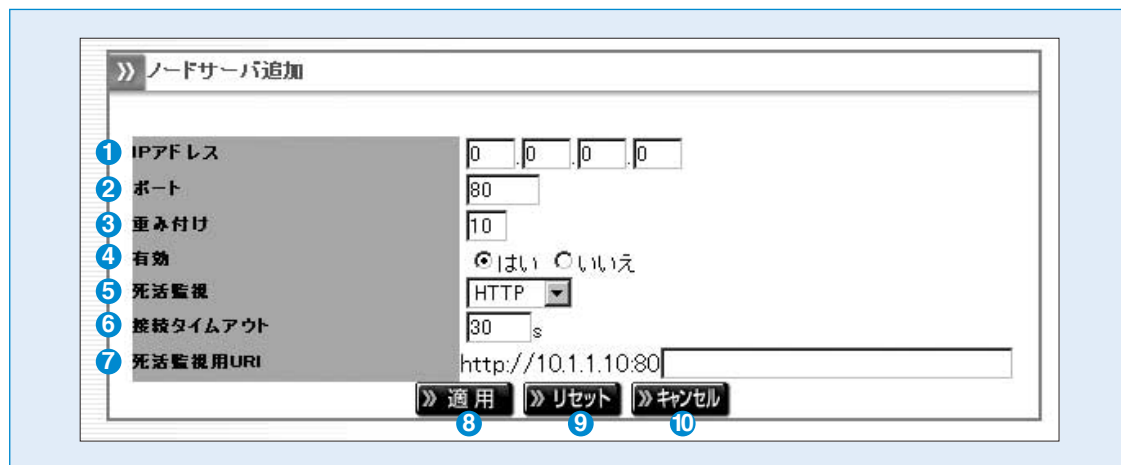 》 ノードサーバ追加
1 IPアドレス 0 .0 .0 .0
2 ポート 80
3 重み付け 10
4 有効 はい いいえ
5 死活監視 HTTP
6 接続タイムアウト 30 s
7 死活監視用URI http://10.1.1.10:80
》 適用 》 リセット 》 キャンセル
8 9 10